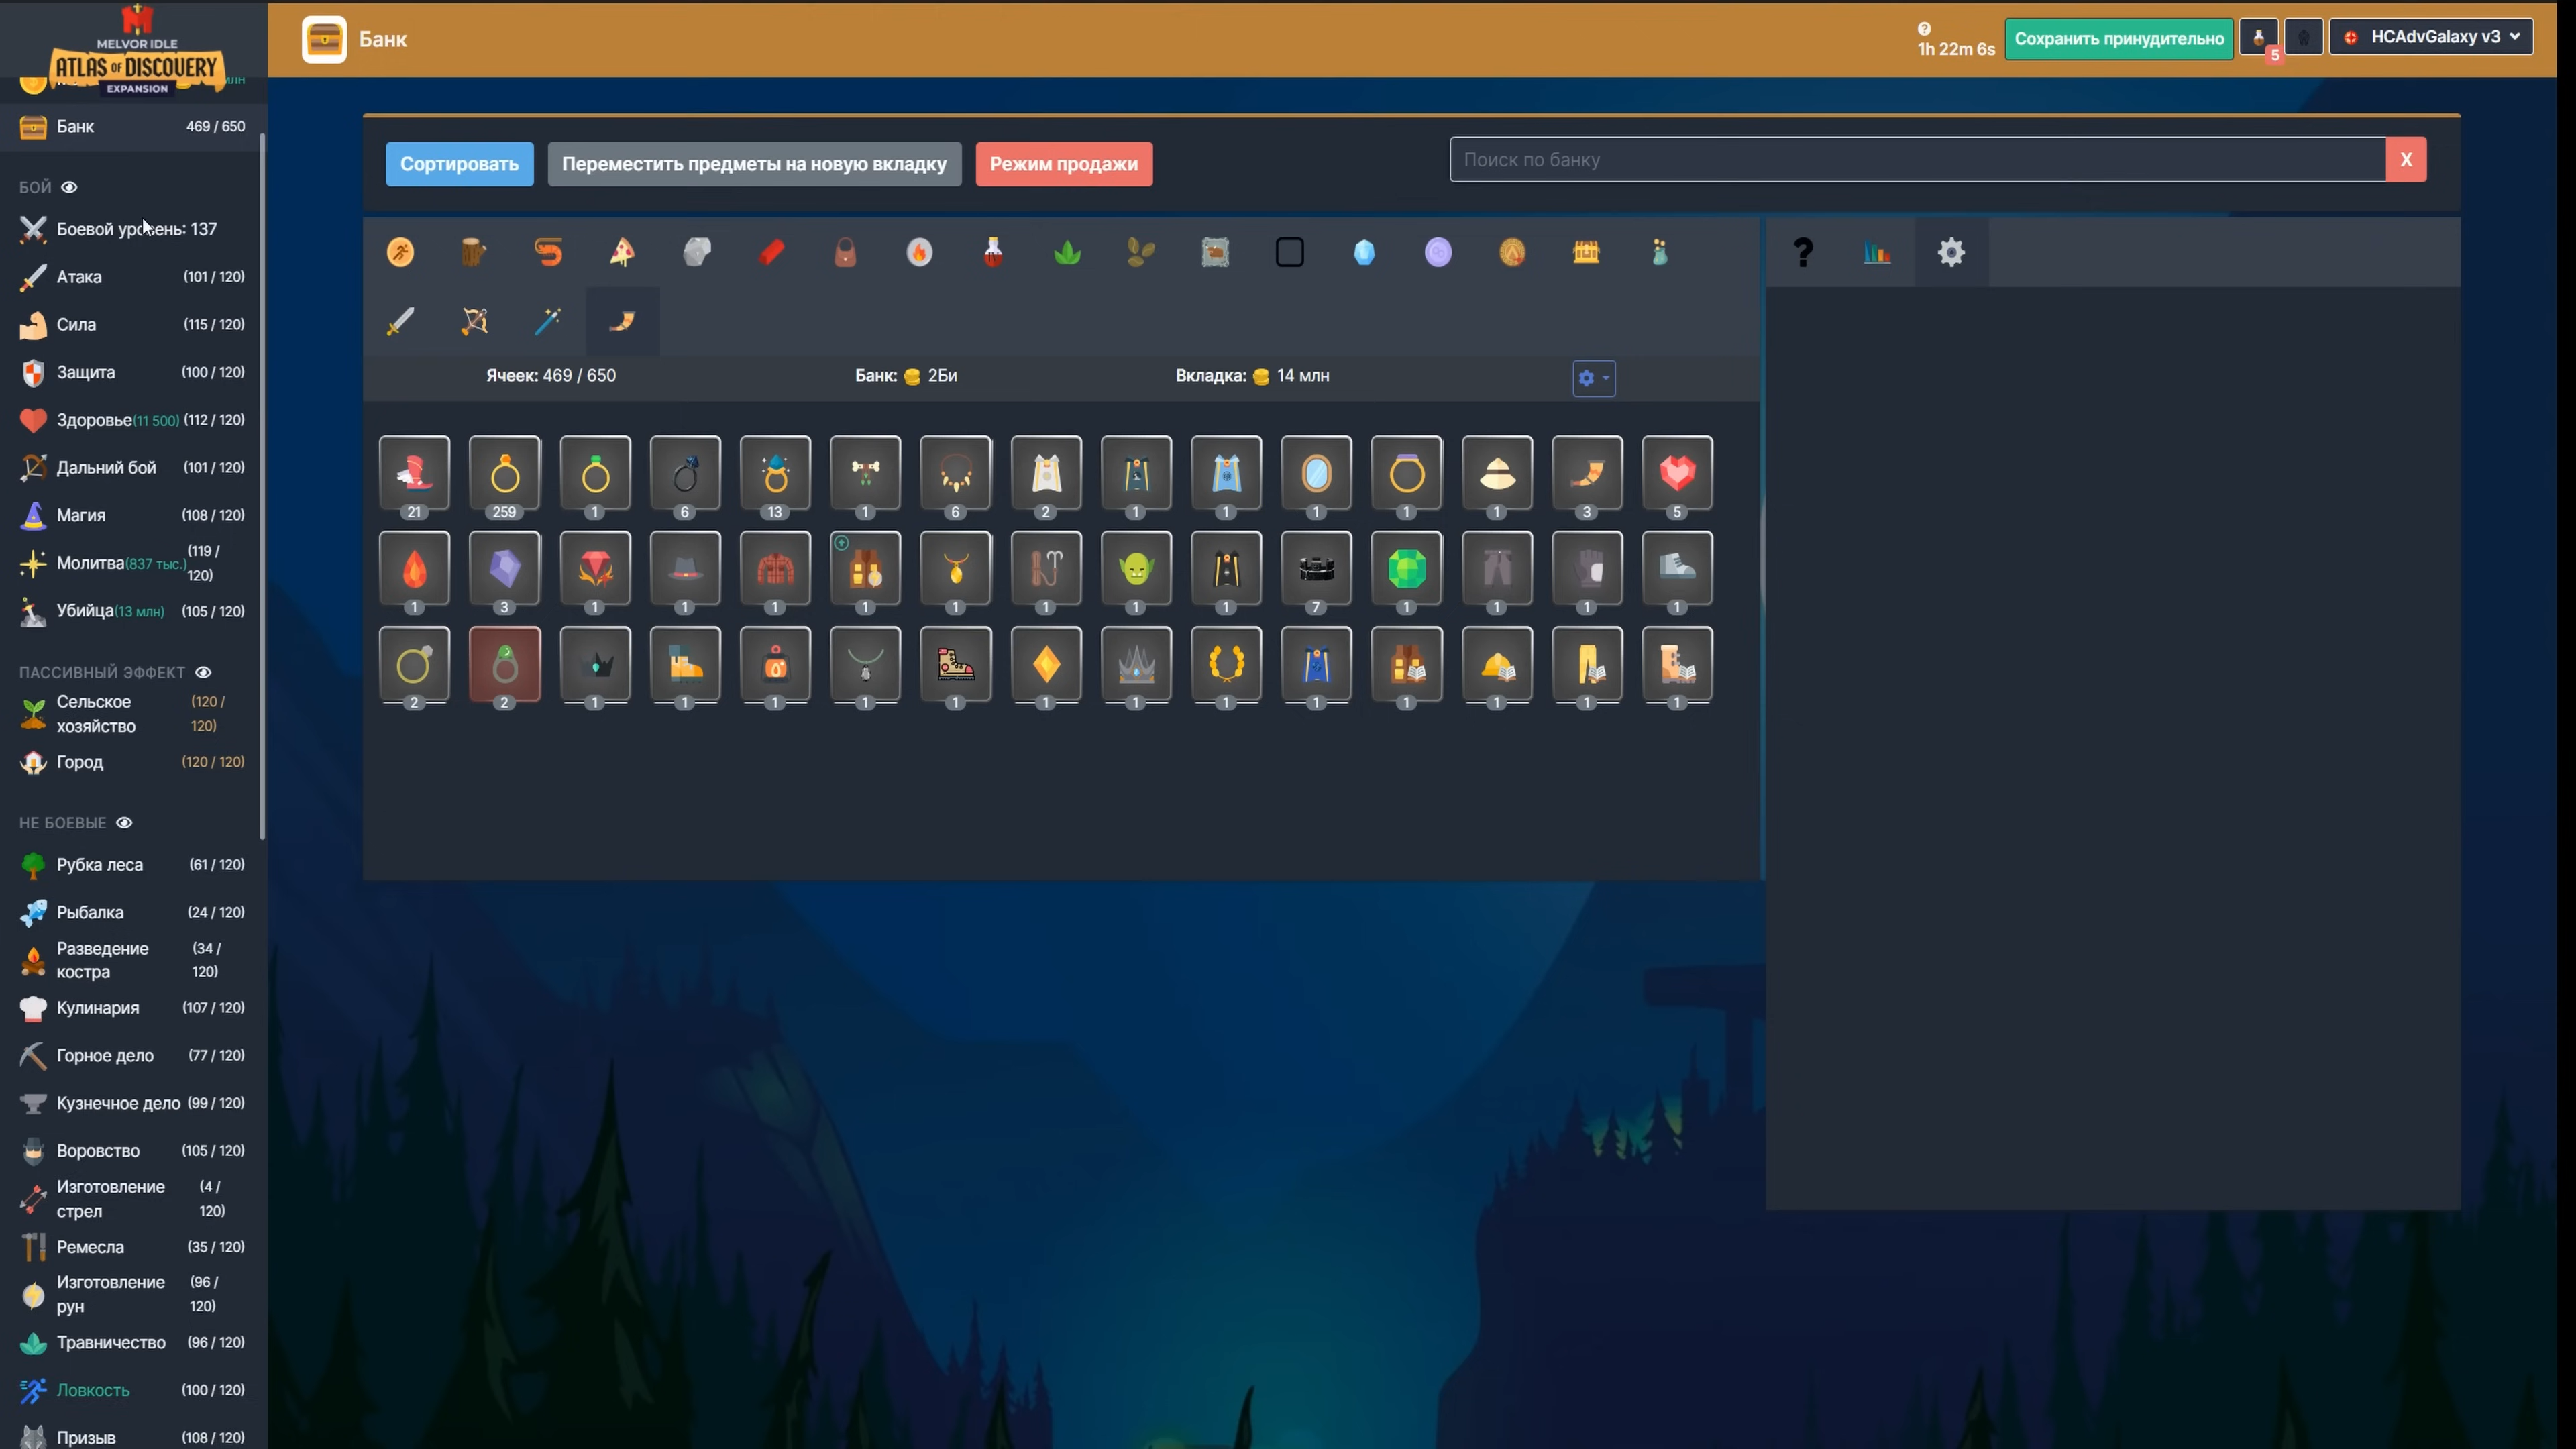 MELVOR IDLE
ATLAS OF DISCOVERY
EXPANSION
млн
Банк 469 / 650
БОЙ
Боевой уровень: 137
Атака (101 / 120)
Сила (115 / 120)
Защита (100 / 120)
Здоровье (11 500) (112 / 120)
Дальний бой (101 / 120)
Магия (108 / 120)
Молитва (837 тыс.) (119 /
120)
Убийца (13 млн) (105 / 120)
ПАССИВНЫЙ ЭФФЕКТ
Сельское (120 /
хозяйство 120)
Город (120 / 120)
НЕ БОЕВЫЕ
Рубка леса (61 / 120)
Рыбалка (24 / 120)
Разведение (34 /
костра 120)
Кулинария (107 / 120)
Горное дело (77 / 120)
Кузнечное дело (99 / 120)
Воровство (105 / 120)
Изготовление (4 /
стрел 120)
Ремесла (35 / 120)
Изготовление (96 /
рун 120)
Травничество (96 / 120)
Ловкость (100 / 120)
Призыв (108 / 120)
Банк
1h 22m 6s
Сохранить принудительно
5
HCAdvGalaxy v3
Сортировать Переместить предметы на новую вкладку Режим продажи
Поиск по банку X
Ячеек: 469 / 650 Банк: 2Би Вкладка: 14 млн
21 259 1 6 13 1 6 2 1 1 1 1 1 3 5
1 3 1 1 1 1 1 1 1 1 7 1 1 1 1
2 2 1 1 1 1 1 1 1 1 1 1 1 1 1